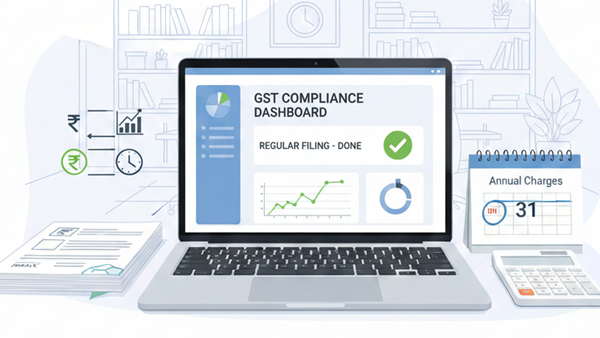 GST COMPLIANCE
DASHBOARD
REGULAR FILING - DONE
₹
₹
Annual Charges
31